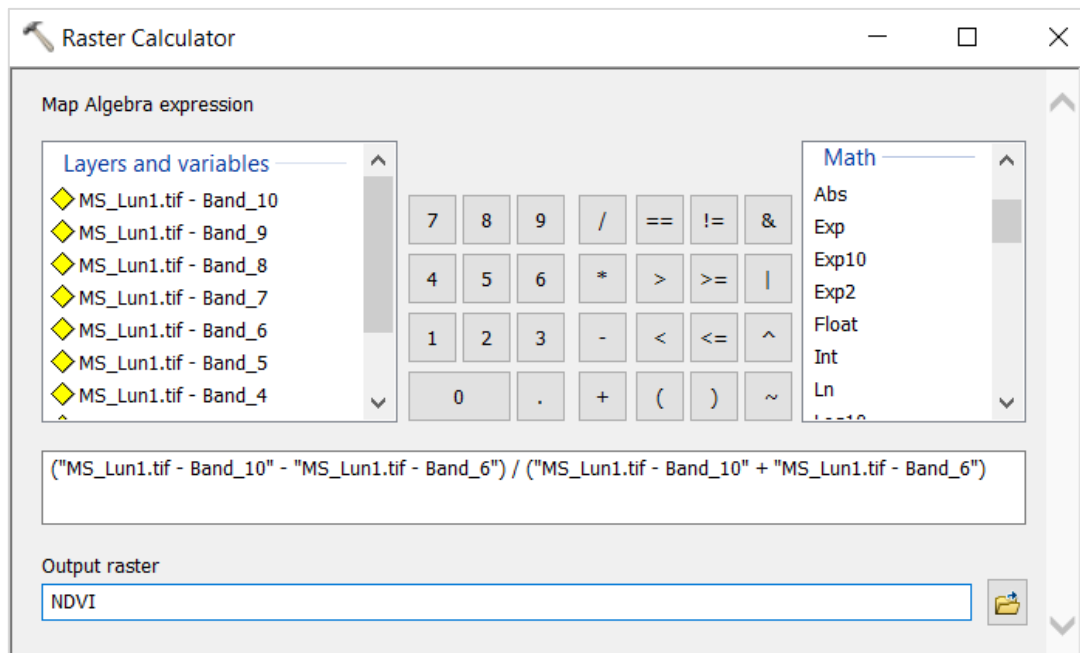 Raster Calculator
Map Algebra expression
Layers and variables
MS_Lun1.tif - Band_10
MS_Lun1.tif - Band_9
MS_Lun1.tif - Band_8
MS_Lun1.tif - Band_7
MS_Lun1.tif - Band_6
MS_Lun1.tif - Band_5
MS_Lun1.tif - Band_4
7 8 9 / == != &
4 5 6 * > >= |
1 2 3 - < <= ^
0 . + ( ) ~
Math
Abs
Exp
Exp10
Exp2
Float
Int
Ln
("MS_Lun1.tif - Band_10" - "MS_Lun1.tif - Band_6") / ("MS_Lun1.tif - Band_10" + "MS_Lun1.tif - Band_6")
Output raster
NDVI